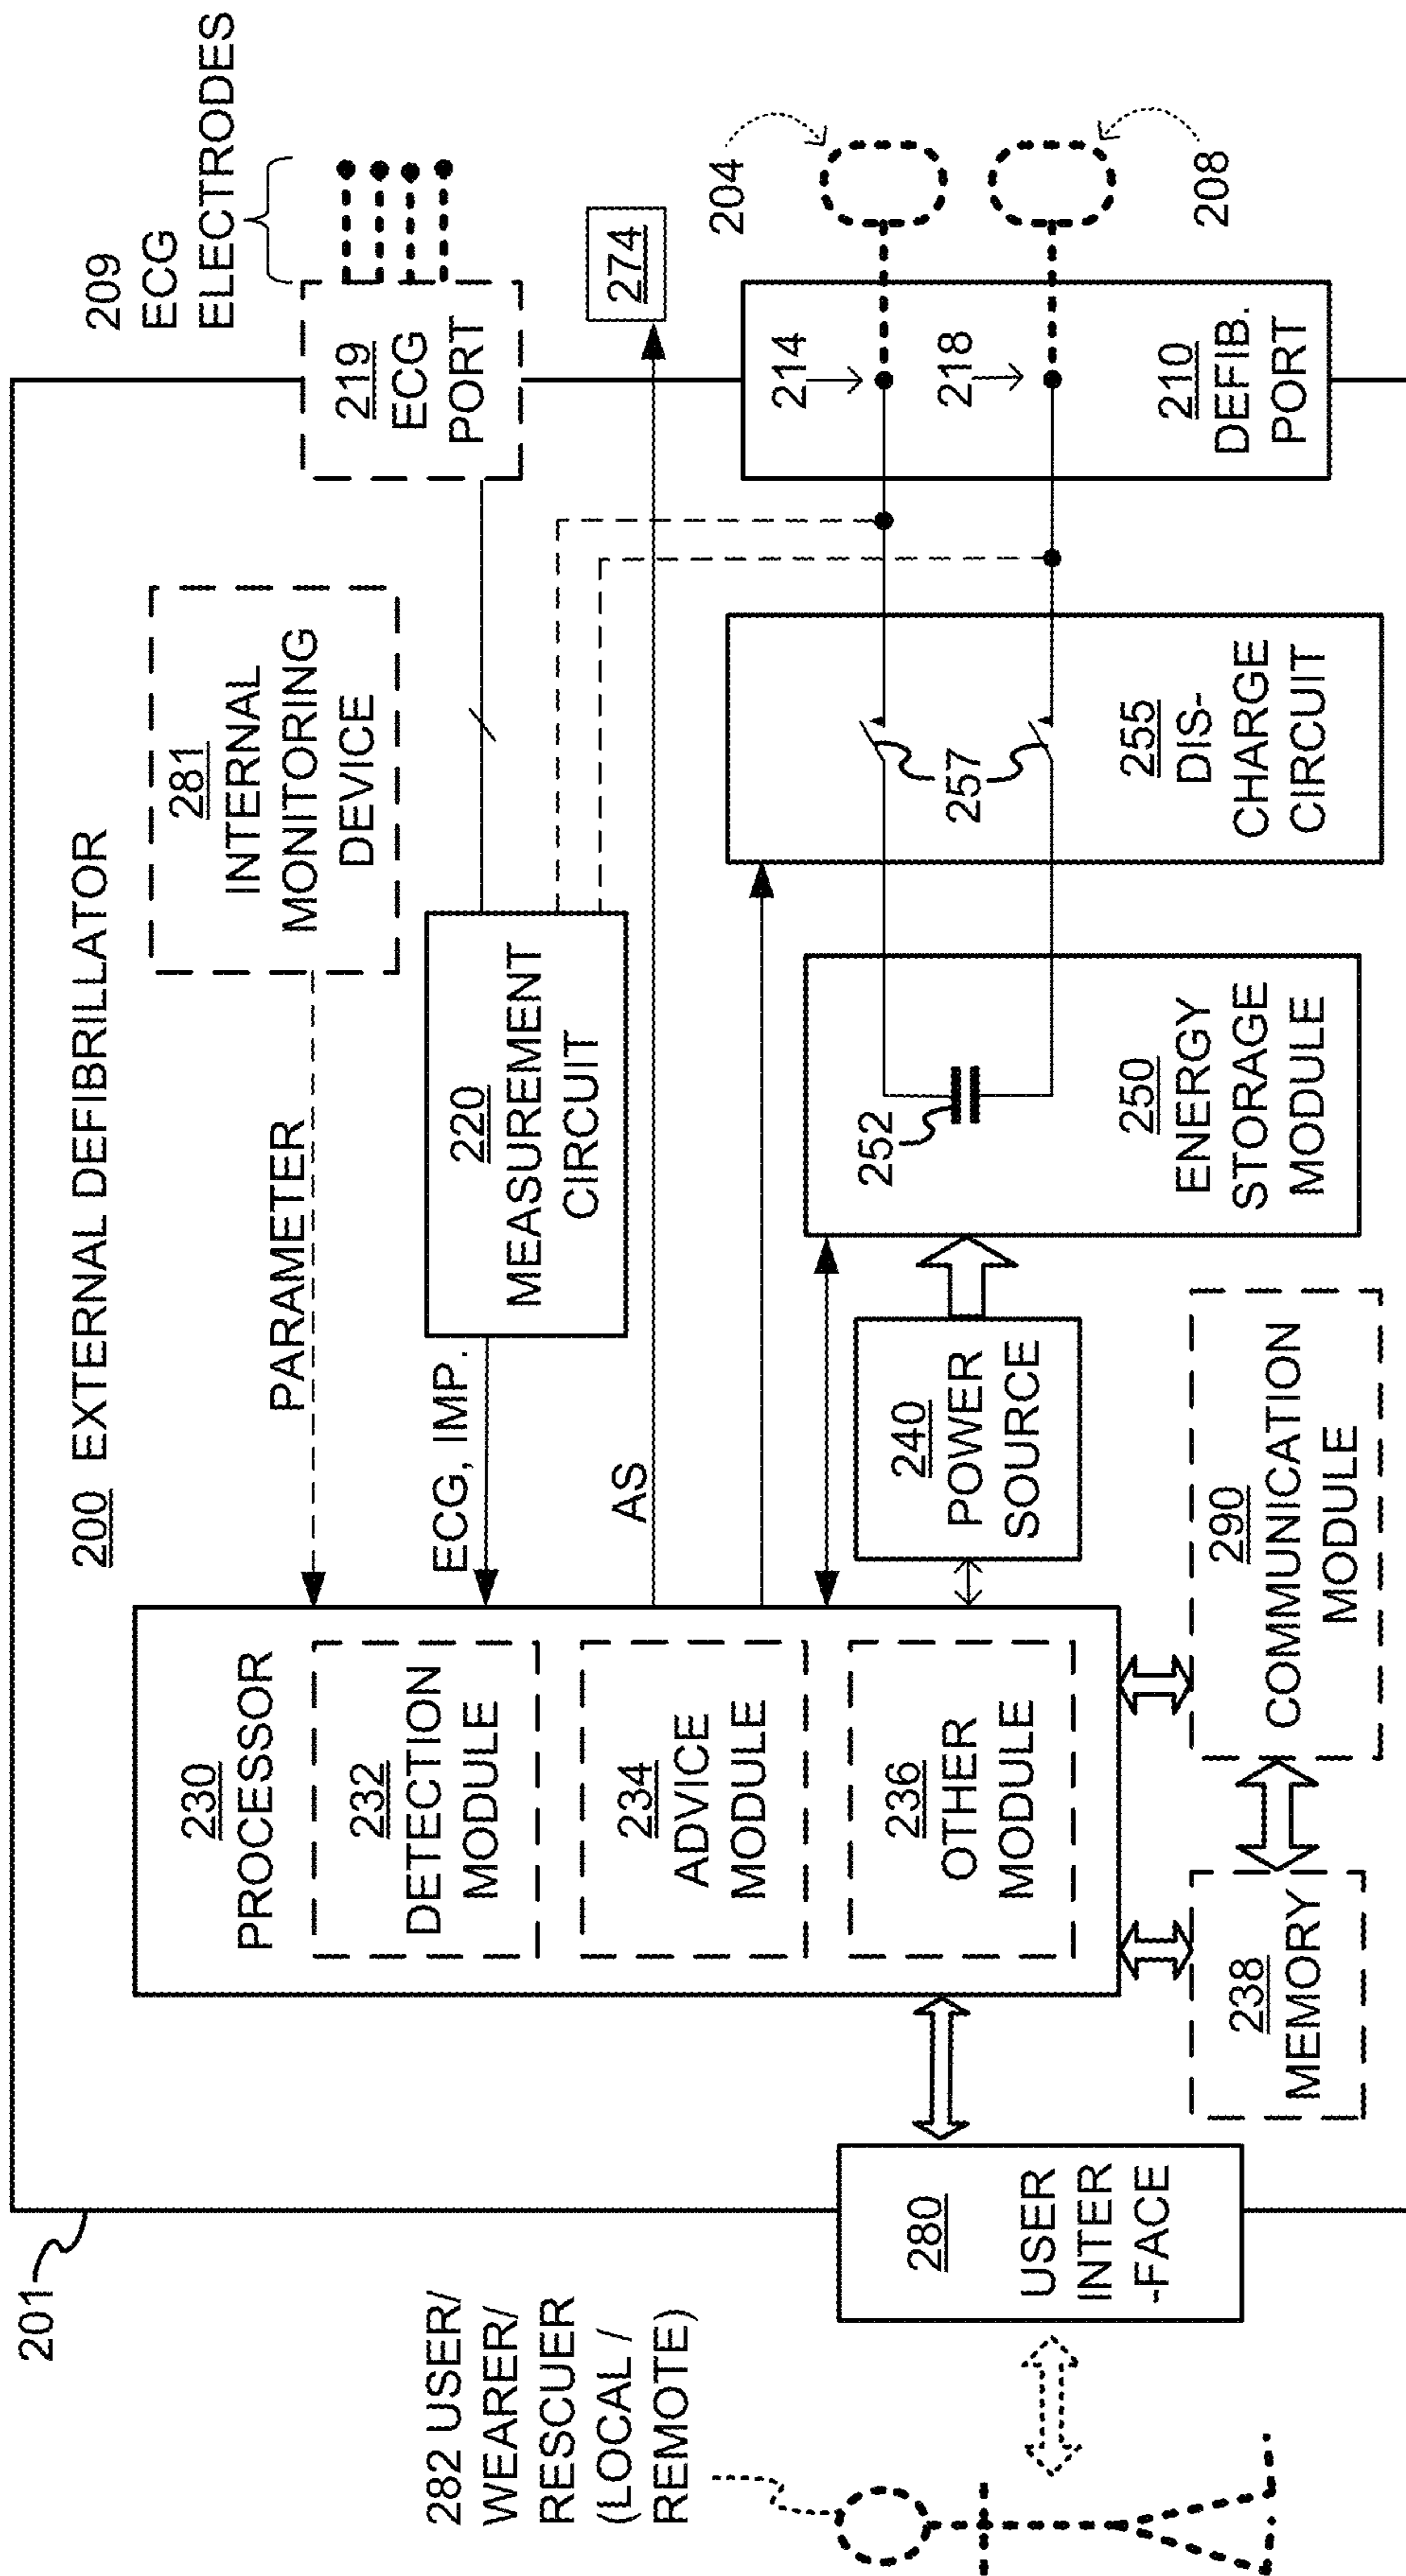 200 EXTERNAL DEFIBRILLATOR
201
209
ECG
ELECTRODES
219
ECG
PORT
281
INTERNAL
MONITORING
DEVICE
PARAMETER
230
PROCESSOR
232
DETECTION
MODULE
234
ADVICE
MODULE
236
OTHER
MODULE
220
MEASUREMENT
CIRCUIT
ECG, IMP.
AS
274
204
208
214
218
210
DEFIB.
PORT
257
255
DIS-
CHARGE
CIRCUIT
252
250
ENERGY
STORAGE
MODULE
240
POWER
SOURCE
290
COMMUNICATION
MODULE
238
MEMORY
280
USER
INTER
-FACE
282 USER/
WEARER/
RESCUER
(LOCAL /
REMOTE)